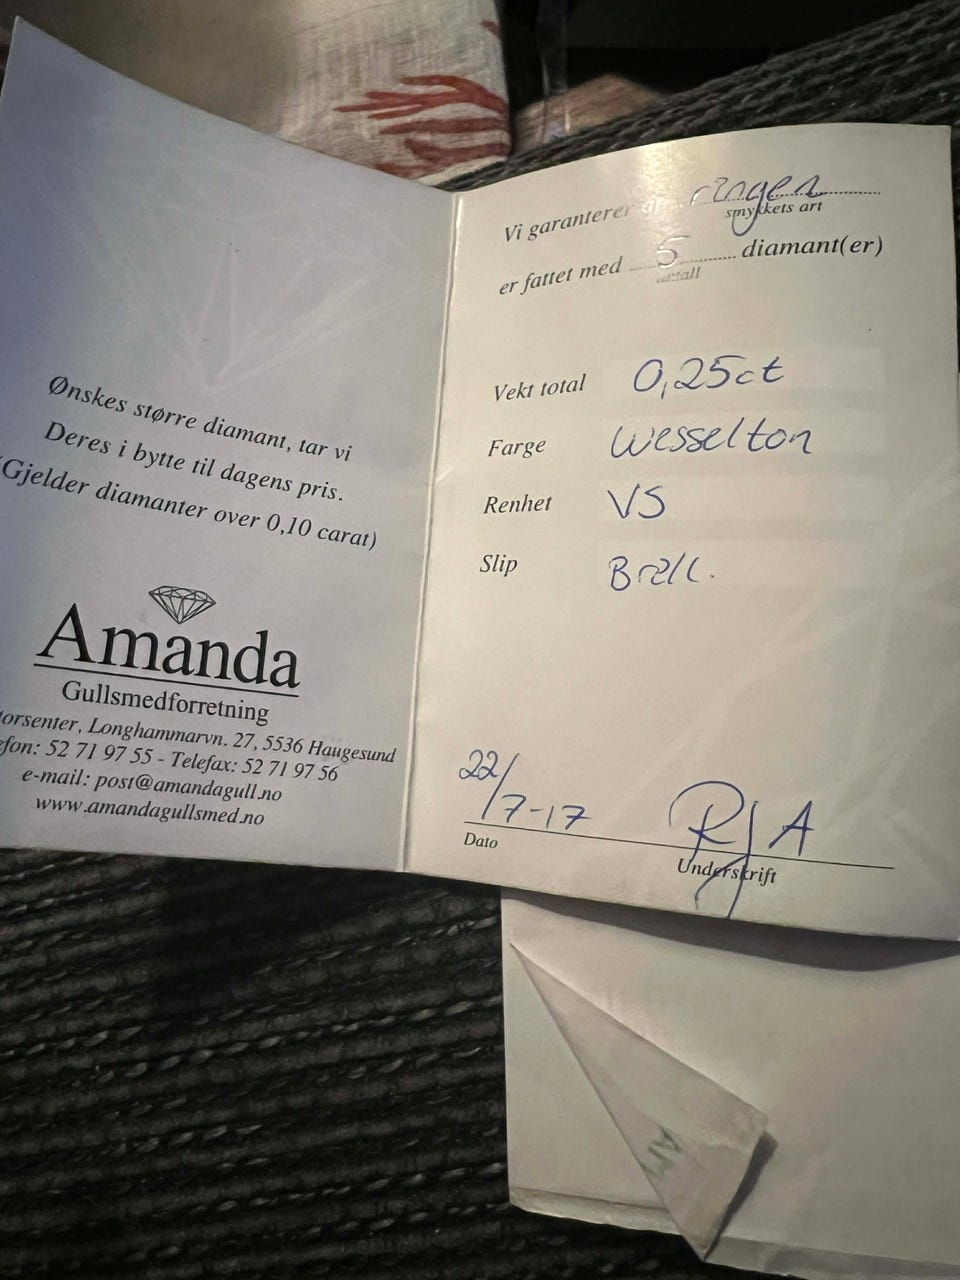 Ønskes større diamant, tar vi
Deres i bytte til dagens pris.
(Gjelder diamanter over 0,10 carat)
Amanda
Gullsmedforretning
torsenter, Longhammarvn. 27, 5536 Haugesund
fon: 52 71 97 55 - Telefax: 52 71 97 56
e-mail: post@amandagull.no
www.amandagullsmed.no
Vi garanterer at ringen
smykkets art
er fattet med 5 diamant(er)
antall
Vekt total 0,25ct
Farge Wesselton
Renhet VS
Slip Brill.
22/7-17 RJA
Dato Underskrift